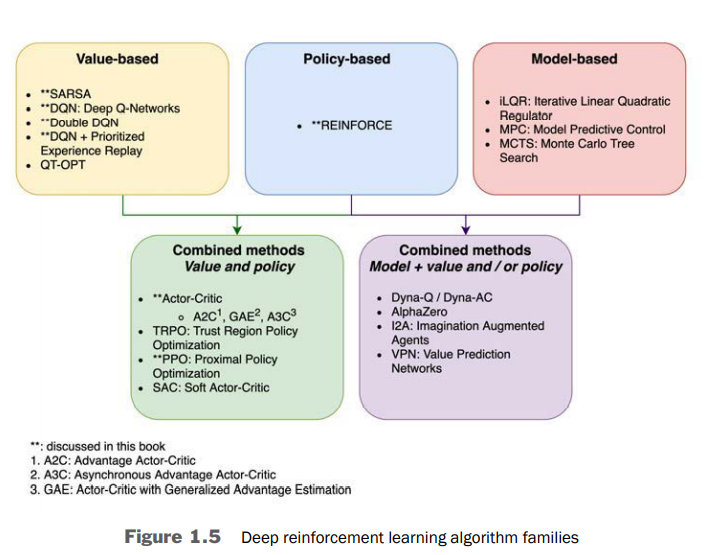 Value-based
• **SARSA
• **DQN: Deep Q-Networks
• **Double DQN
• **DQN + Prioritized
Experience Replay
• QT-OPT
Policy-based
• **REINFORCE
Model-based
• iLQR: Iterative Linear Quadratic
Regulator
• MPC: Model Predictive Control
• MCTS: Monte Carlo Tree
Search
Combined methods
Value and policy
• **Actor-Critic
○ A2C¹, GAE², A3C³
• TRPO: Trust Region Policy
Optimization
• **PPO: Proximal Policy
Optimization
• SAC: Soft Actor-Critic
Combined methods
Model + value and / or policy
• Dyna-Q / Dyna-AC
• AlphaZero
• I2A: Imagination Augmented
Agents
• VPN: Value Prediction
Networks
**: discussed in this book
1. A2C: Advantage Actor-Critic
2. A3C: Asynchronous Advantage Actor-Critic
3. GAE: Actor-Critic with Generalized Advantage Estimation
Figure 1.5 Deep reinforcement learning algorithm families